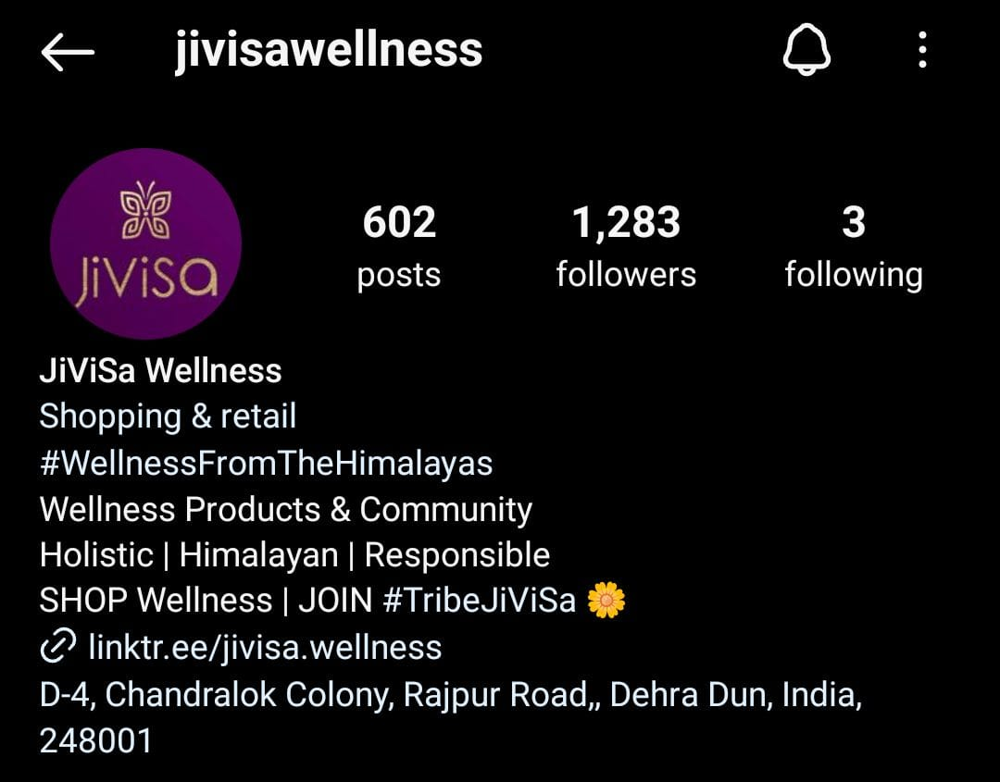 jivisawellness
JiViSa
602
posts
1,283
followers
3
following
JiViSa Wellness
Shopping & retail
#WellnessFromTheHimalayas
Wellness Products & Community
Holistic | Himalayan | Responsible
SHOP Wellness | JOIN #TribeJiViSa 🌼
linktr.ee/jivisa.wellness
D-4, Chandralok Colony, Rajpur Road,, Dehra Dun, India,
248001